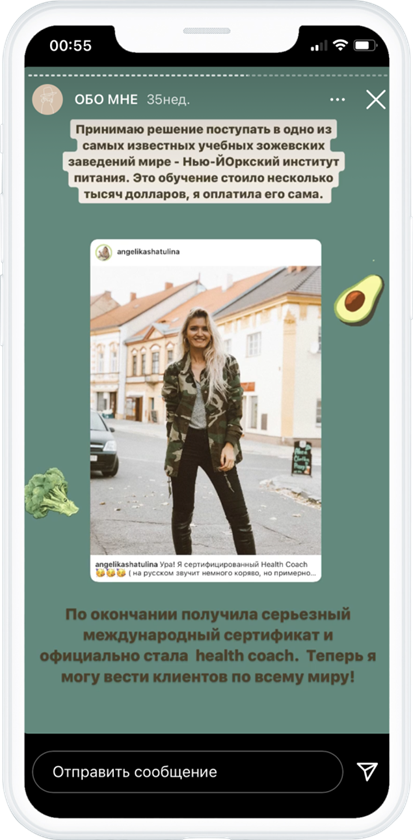 00:55
ОБО МНЕ 35нед.
Принимаю решение поступать в одно из
самых известных учебных зожевских
заведений мире - Нью-ЙОркский институт
питания. Это обучение стоило несколько
тысяч долларов, я оплатила его сама.
angelikashatulina
angelikashatulina Ура! Я сертифицированный Health Coach
🥳🥳🥳 ( на русском звучит немного коряво, но примерно...
По окончании получила серьезный
международный сертификат и
официально стала health coach. Теперь я
могу вести клиентов по всему миру!
Отправить сообщение